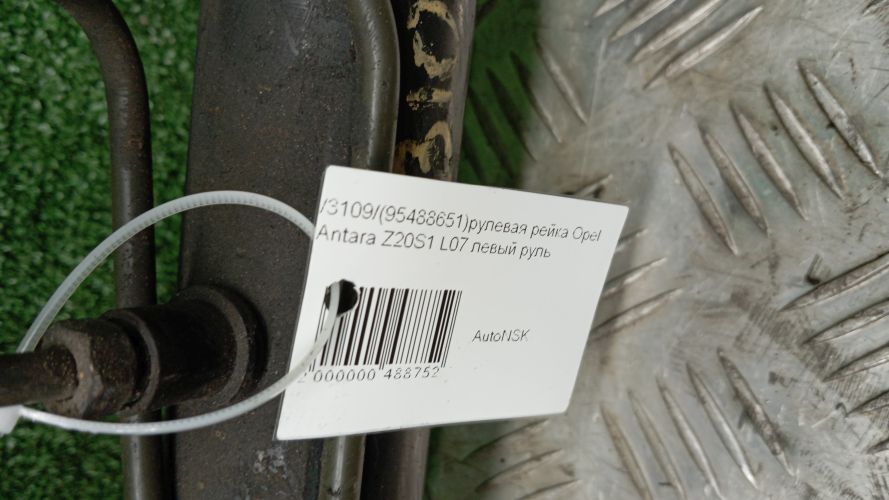 /3109/(95488651)рулевая рейка Opel
Antara Z20S1 L07 левый руль
AutoNSK
2 000000 488752